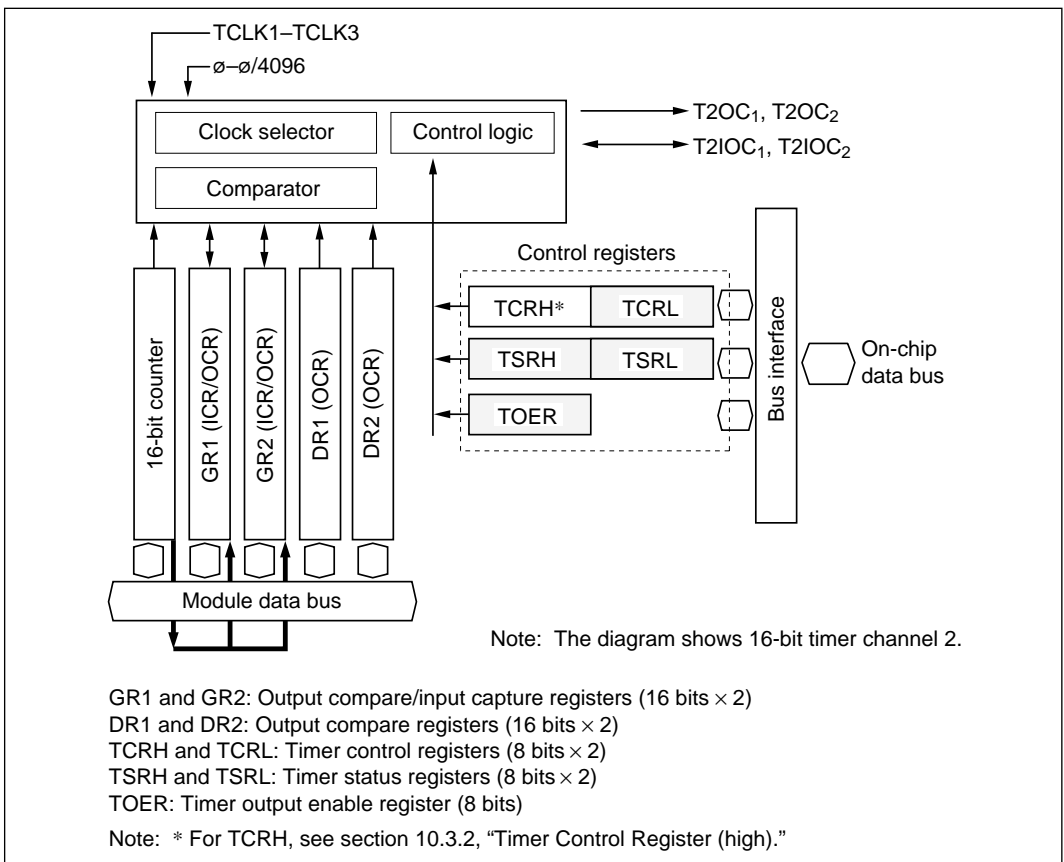 TCLK1–TCLK3
ø–ø/4096
Clock selector
Control logic
Comparator
T2OC1, T2OC2
T2IOC1, T2IOC2
Control registers
TCRH*
TCRL
TSRH
TSRL
TOER
Bus interface
On-chip
data bus
16-bit counter
GR1 (ICR/OCR)
GR2 (ICR/OCR)
DR1 (OCR)
DR2 (OCR)
Module data bus
Note: The diagram shows 16-bit timer channel 2.
GR1 and GR2: Output compare/input capture registers (16 bits × 2)
DR1 and DR2: Output compare registers (16 bits × 2)
TCRH and TCRL: Timer control registers (8 bits × 2)
TSRH and TSRL: Timer status registers (8 bits × 2)
TOER: Timer output enable register (8 bits)
Note: * For TCRH, see section 10.3.2, “Timer Control Register (high).”